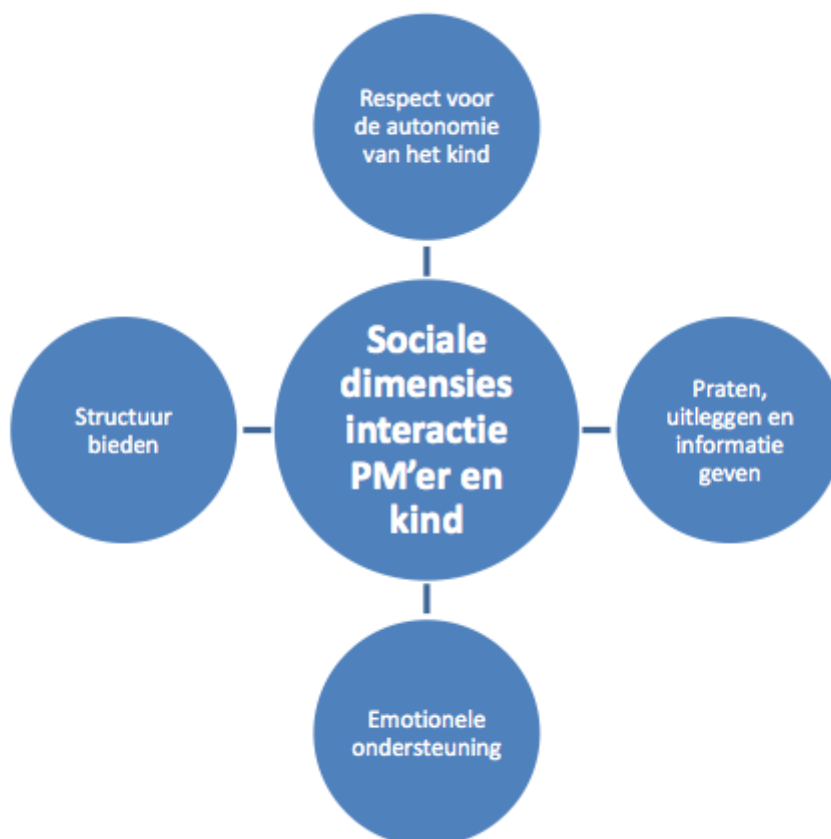 Respect voor
de autonomie
van het kind
Structuur
bieden
Sociale
dimensies
interactie
PM’er en
kind
Praten,
uitleggen en
informatie
geven
Emotionele
ondersteuning